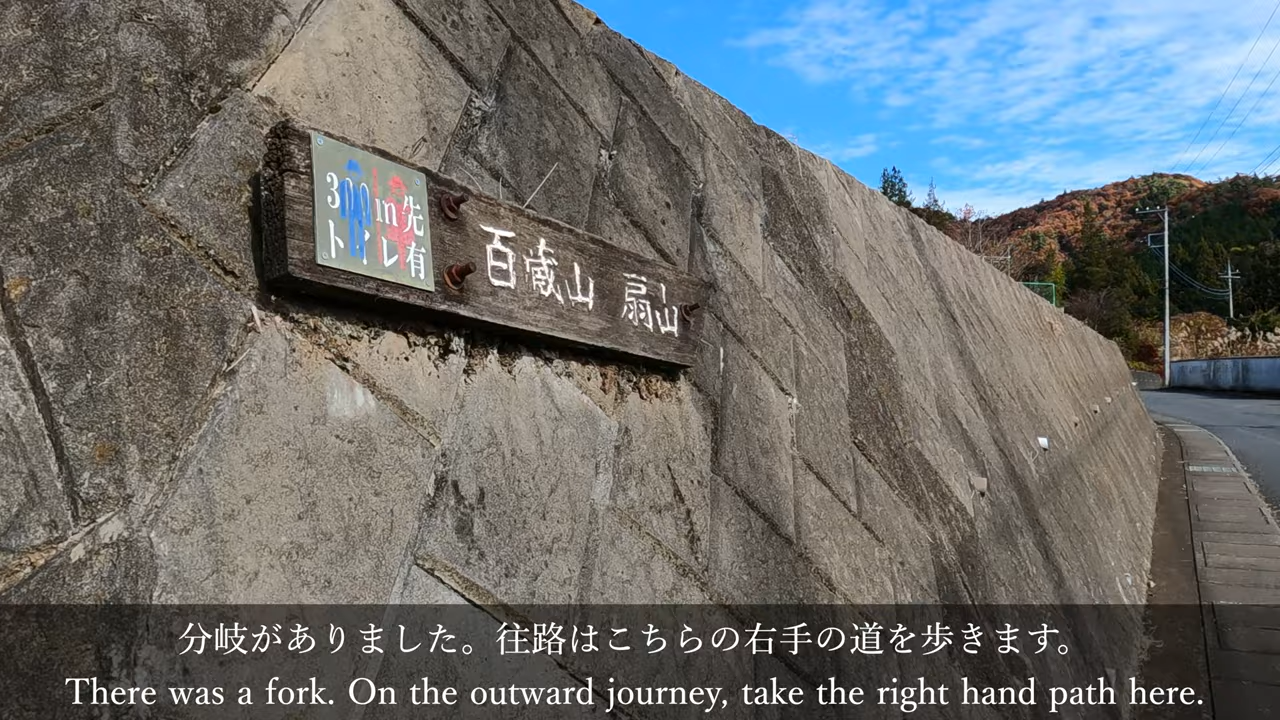 300m先
トイレ有
百蔵山 扇山
分岐がありました。往路はこちらの右手の道を歩きます。
There was a fork. On the outward journey, take the right hand path here.